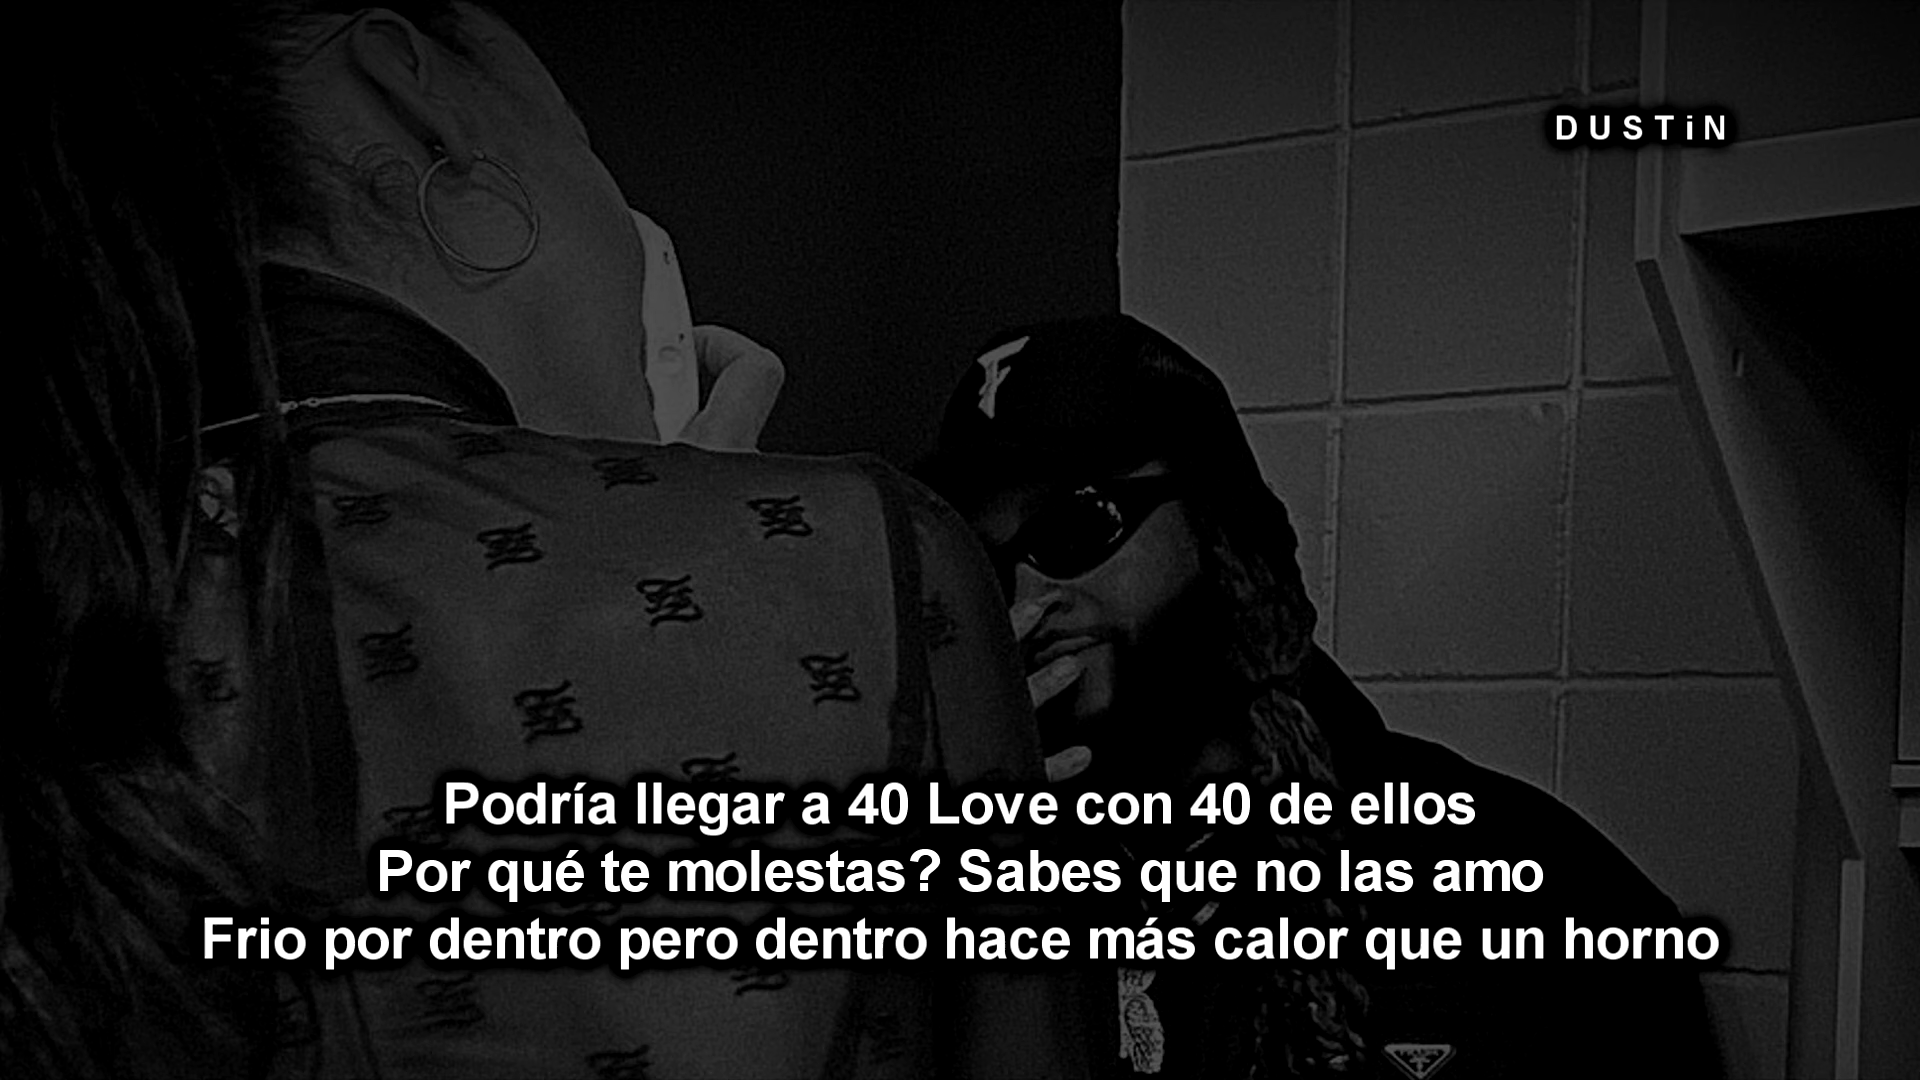 DUSTiN
F
Podría llegar a 40 Love con 40 de ellos
Por qué te molestas? Sabes que no las amo
Frio por dentro pero dentro hace más calor que un horno
PRADA